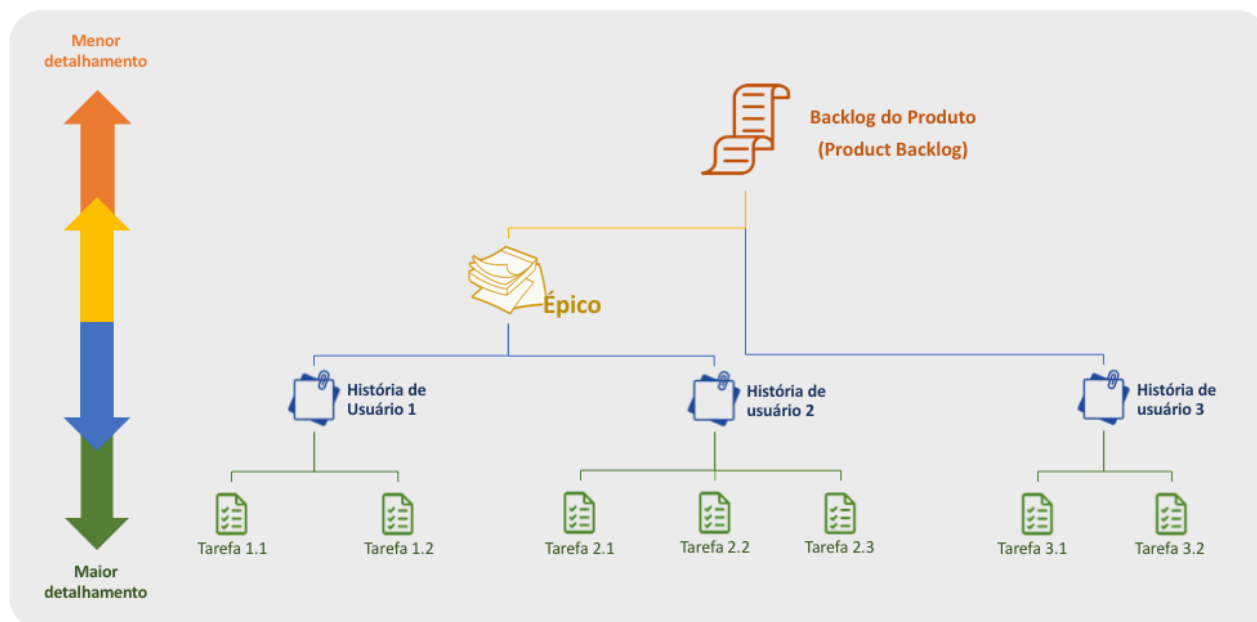 Menor
detalhamento
Backlog do Produto
(Product Backlog)
Épico
História de
Usuário 1
História de
usuário 2
História de
usuário 3
Tarefa 1.1
Tarefa 1.2
Tarefa 2.1
Tarefa 2.2
Tarefa 2.3
Tarefa 3.1
Tarefa 3.2
Maior
detalhamento